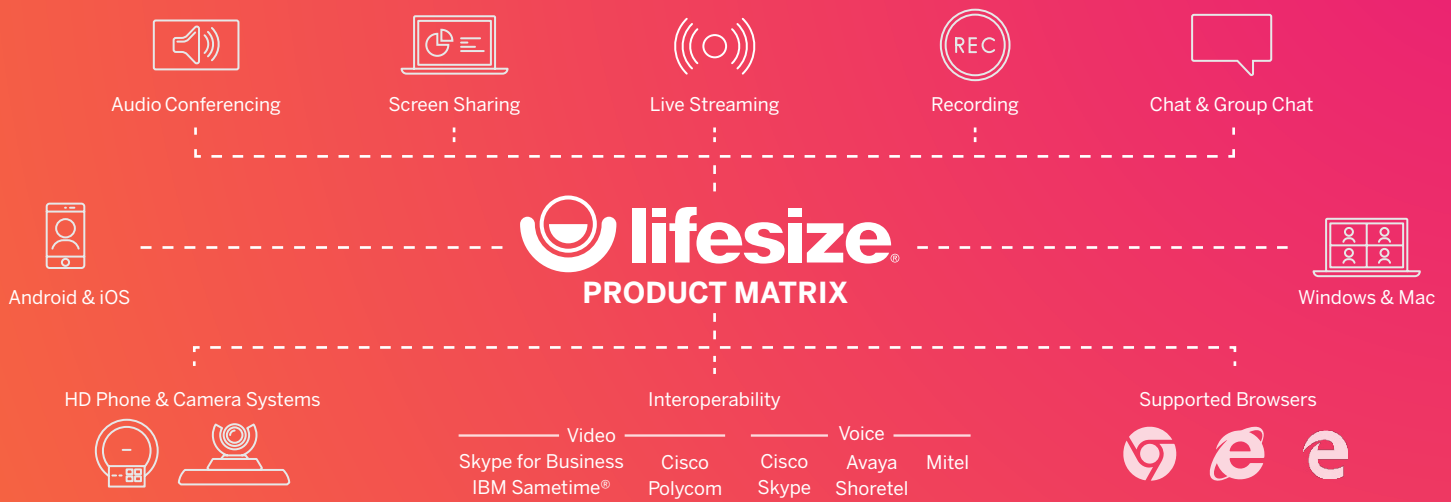 REC
Audio Conferencing
Screen Sharing
Live Streaming
Recording
Chat & Group Chat
lifesize®
PRODUCT MATRIX
Android & iOS
Windows & Mac
HD Phone & Camera Systems
Interoperability
Supported Browsers
Video
Skype for Business
IBM Sametime®
Cisco
Polycom
Voice
Cisco
Skype
Avaya
Shoretel
Mitel